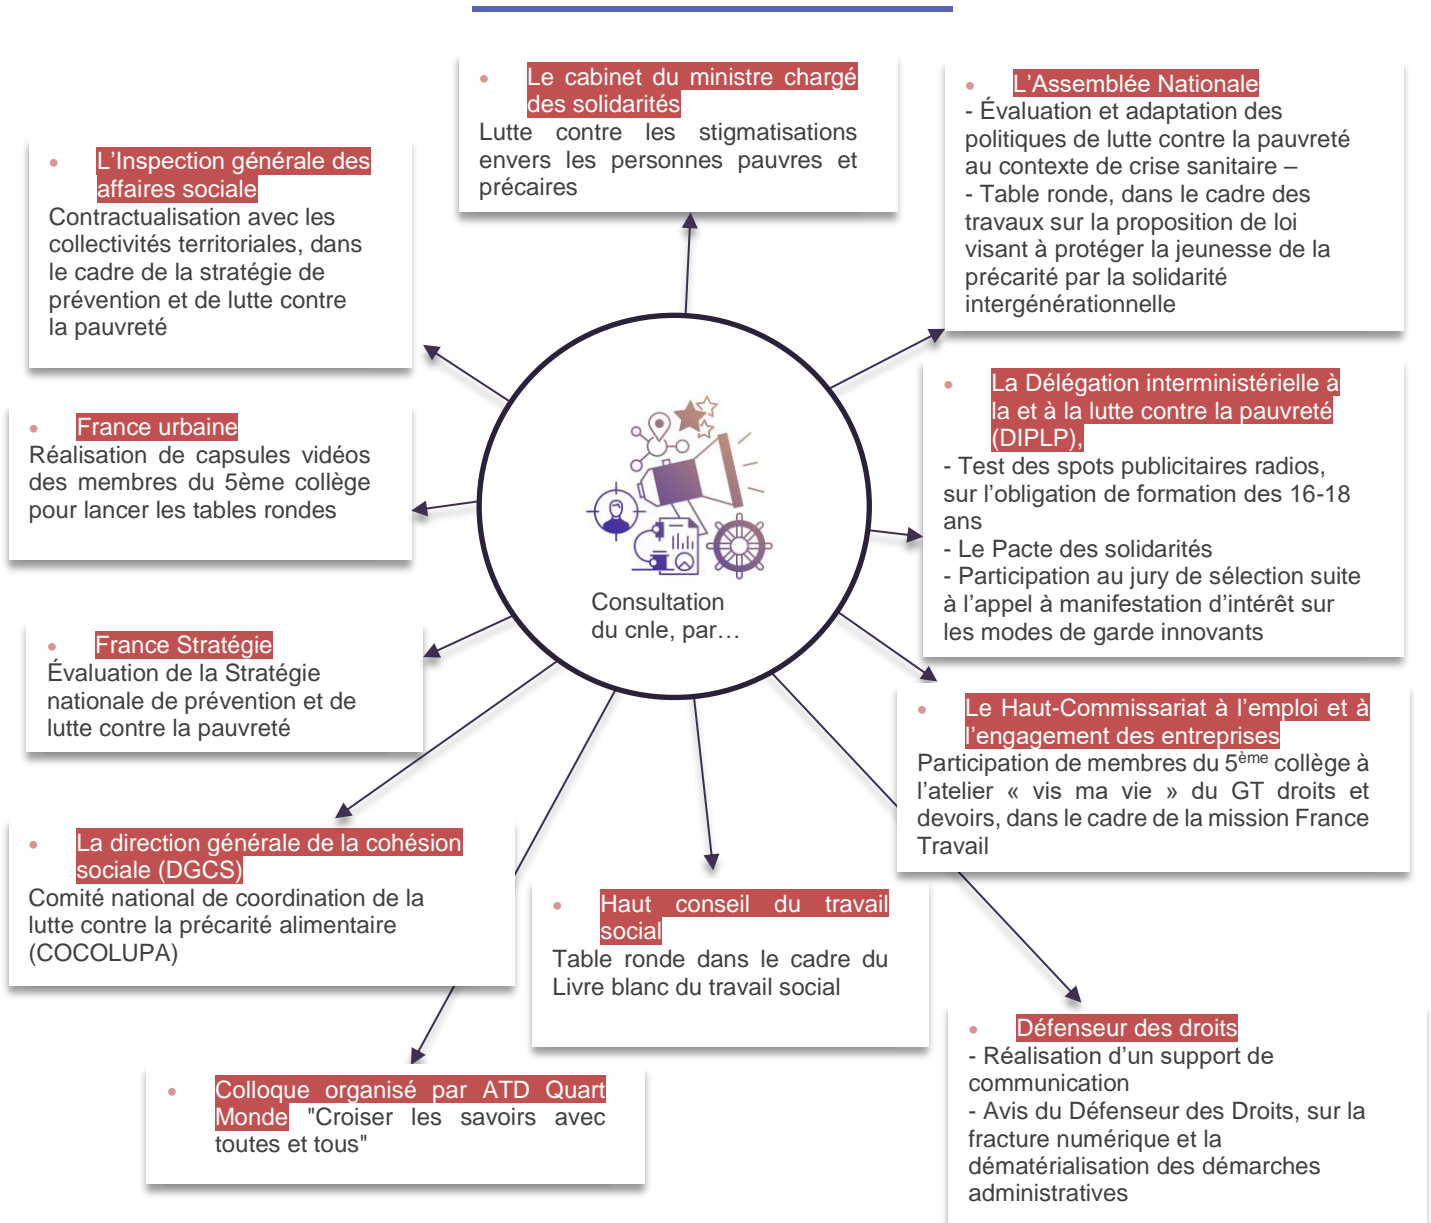 Le cabinet du ministre chargé
des solidarités
Lutte contre les stigmatisations
envers les personnes pauvres et
précaires
L'Assemblée Nationale
- Évaluation et adaptation des
politiques de lutte contre la pauvreté
au contexte de crise sanitaire –
- Table ronde, dans le cadre des
travaux sur la proposition de loi
visant à protéger la jeunesse de la
précarité par la solidarité
intergénérationnelle
L'Inspection générale des
affaires sociale
Contractualisation avec les
collectivités territoriales, dans
le cadre de la stratégie de
prévention et de lutte contre
la pauvreté
La Délégation interministérielle à
la et à la lutte contre la pauvreté
(DIPLP),
- Test des spots publicitaires radios,
sur l'obligation de formation des 16-18
ans
- Le Pacte des solidarités
- Participation au jury de sélection suite
à l'appel à manifestation d'intérêt sur
les modes de garde innovants
France urbaine
Réalisation de capsules vidéos
des membres du 5ème collège
pour lancer les tables rondes
Consultation
du cnle, par…
France Stratégie
Évaluation de la Stratégie
nationale de prévention et de
lutte contre la pauvreté
Le Haut-Commissariat à l'emploi et à
l'engagement des entreprises
Participation de membres du 5ème collège à
l'atelier « vis ma vie » du GT droits et
devoirs, dans le cadre de la mission France
Travail
La direction générale de la cohésion
sociale (DGCS)
Comité national de coordination de la
lutte contre la précarité alimentaire
(COCOLUPA)
Haut conseil du travail
social
Table ronde dans le cadre du
Livre blanc du travail social
Défenseur des droits
- Réalisation d'un support de
communication
- Avis du Défenseur des Droits, sur la
fracture numérique et la
dématérialisation des démarches
administratives
Colloque organisé par ATD Quart
Monde "Croiser les savoirs avec
toutes et tous"